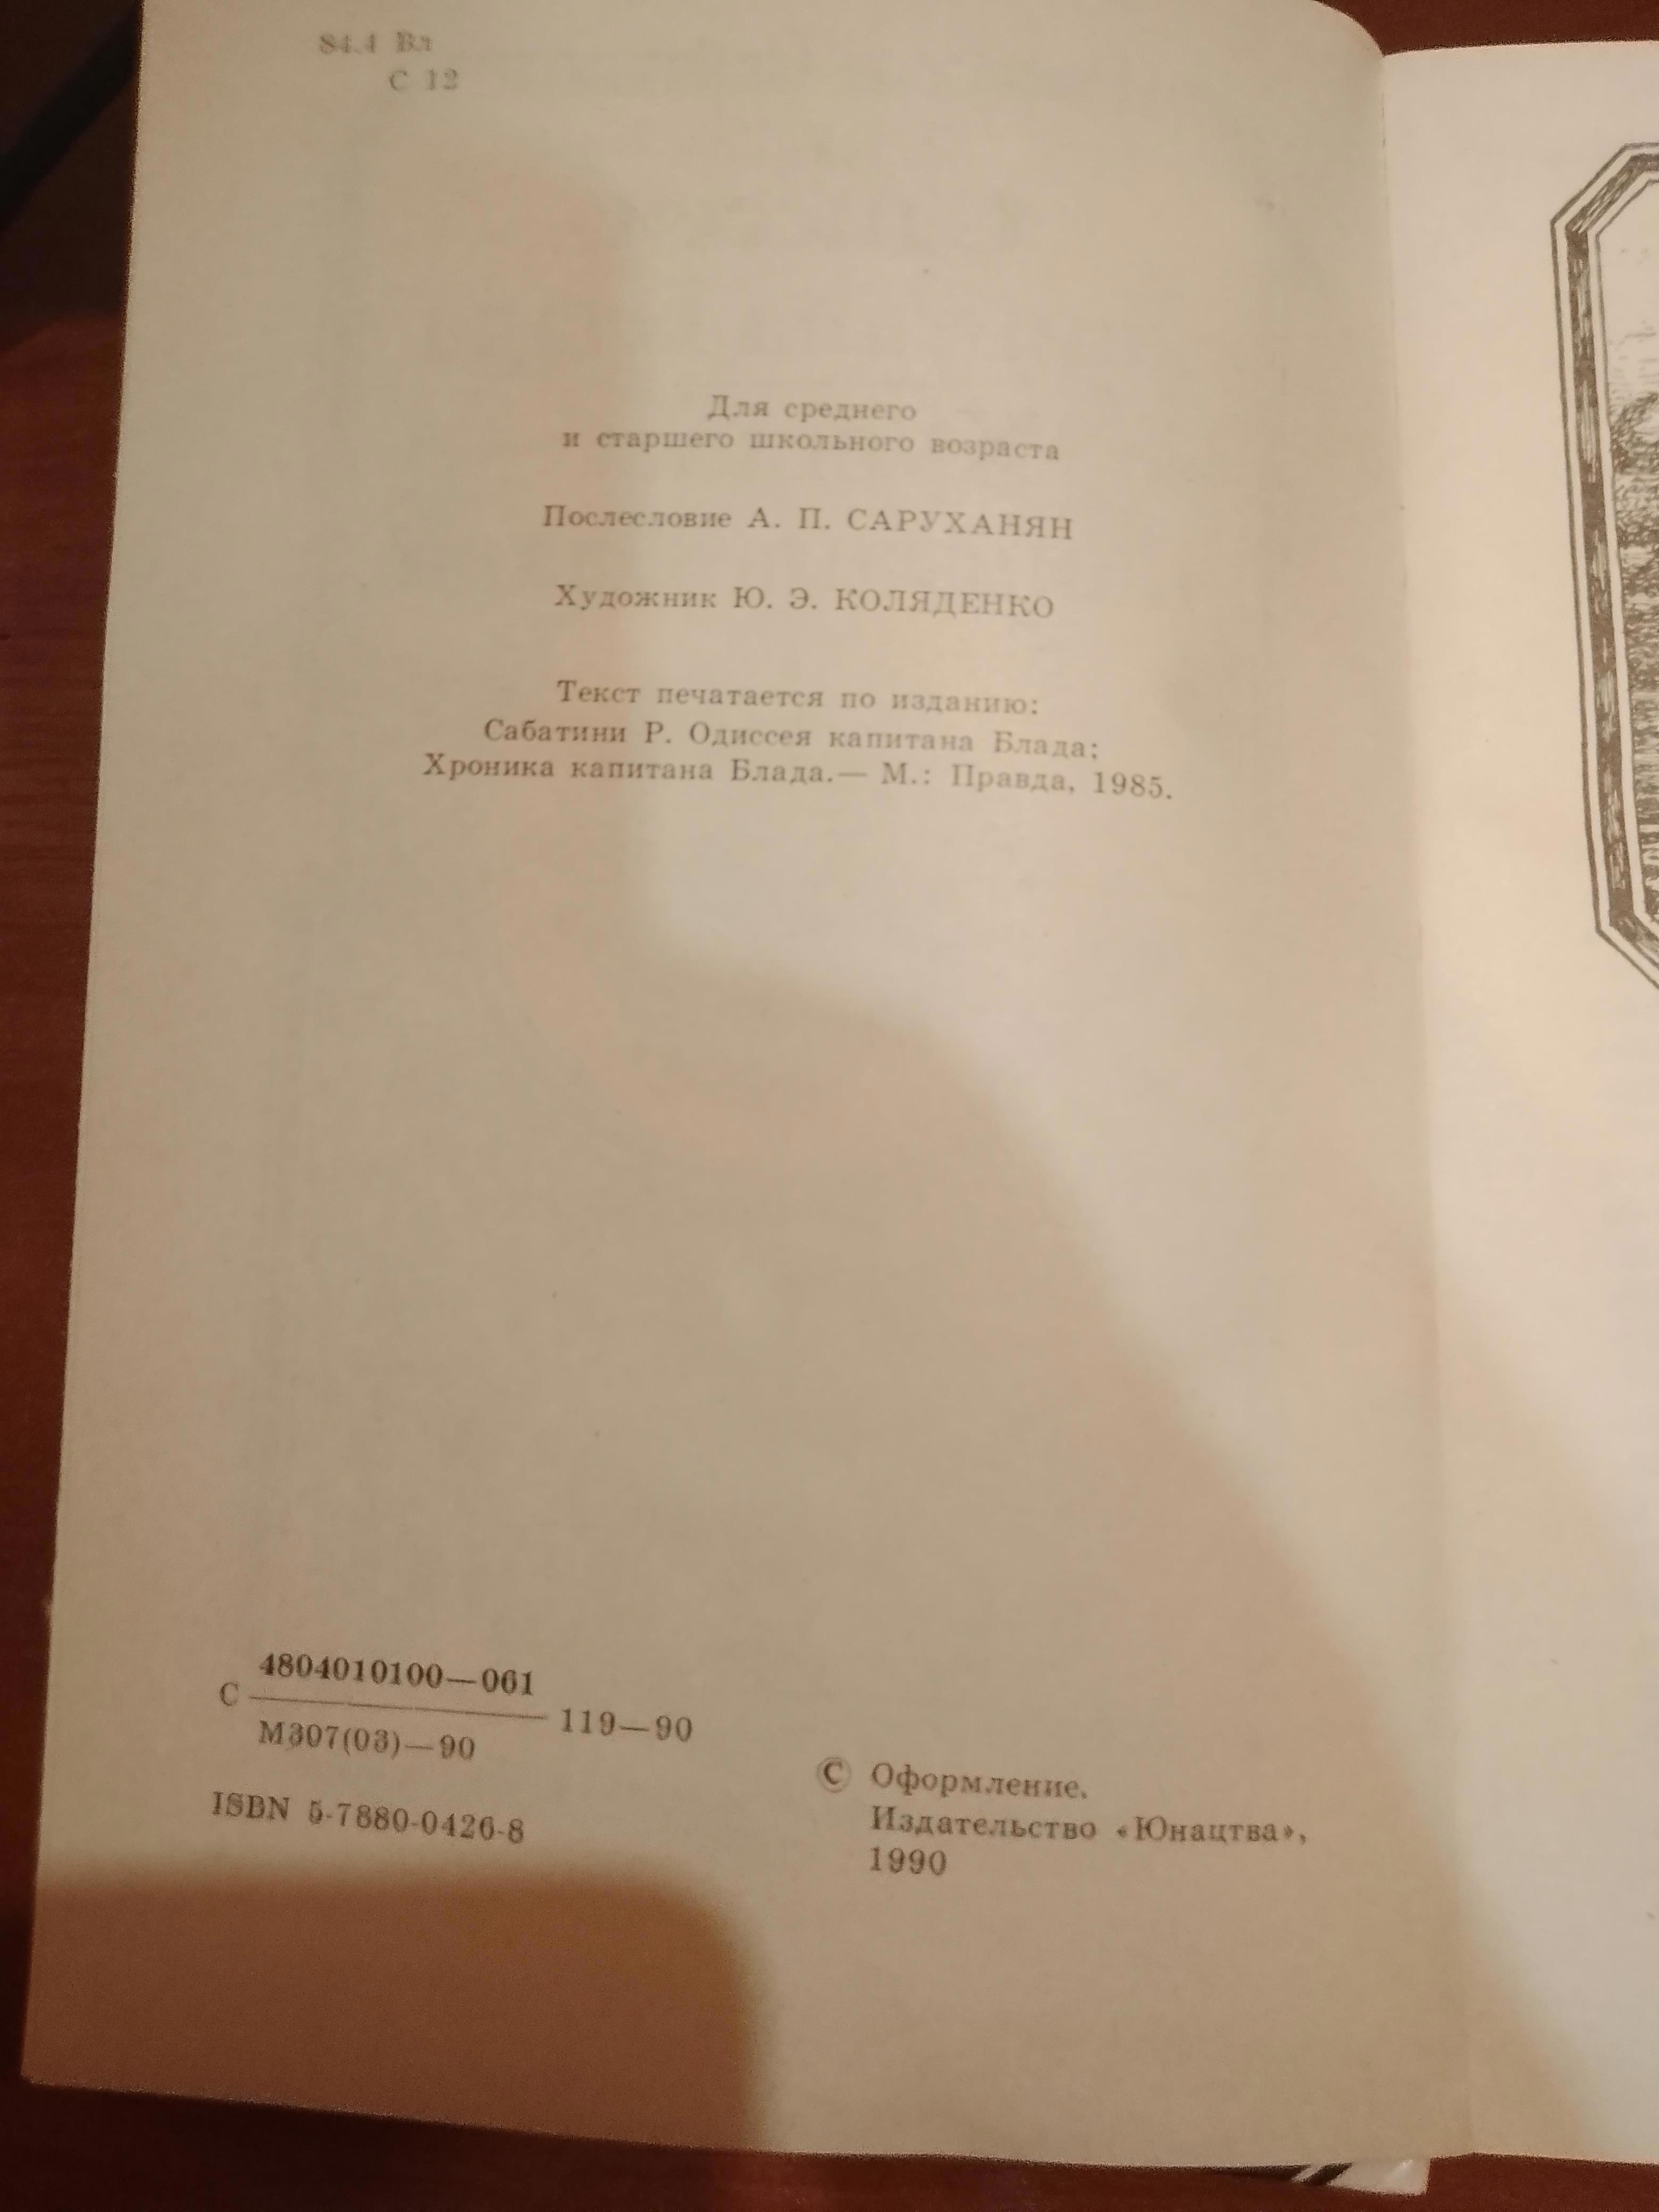 84.4 Вл
С 12
Для среднего
и старшего школьного возраста
Послесловие А. П. САРУХАНЯН
Художник Ю. Э. КОЛЯДЕНКО
Текст печатается по изданию:
Сабатини Р. Одиссея капитана Блада;
Хроника капитана Блада.— М.: Правда, 1985.
4804010100—061
С 119—90
М307(03)—90
ISBN 5-7880-0426-8
© Оформление.
Издательство «Юнацтва»,
1990